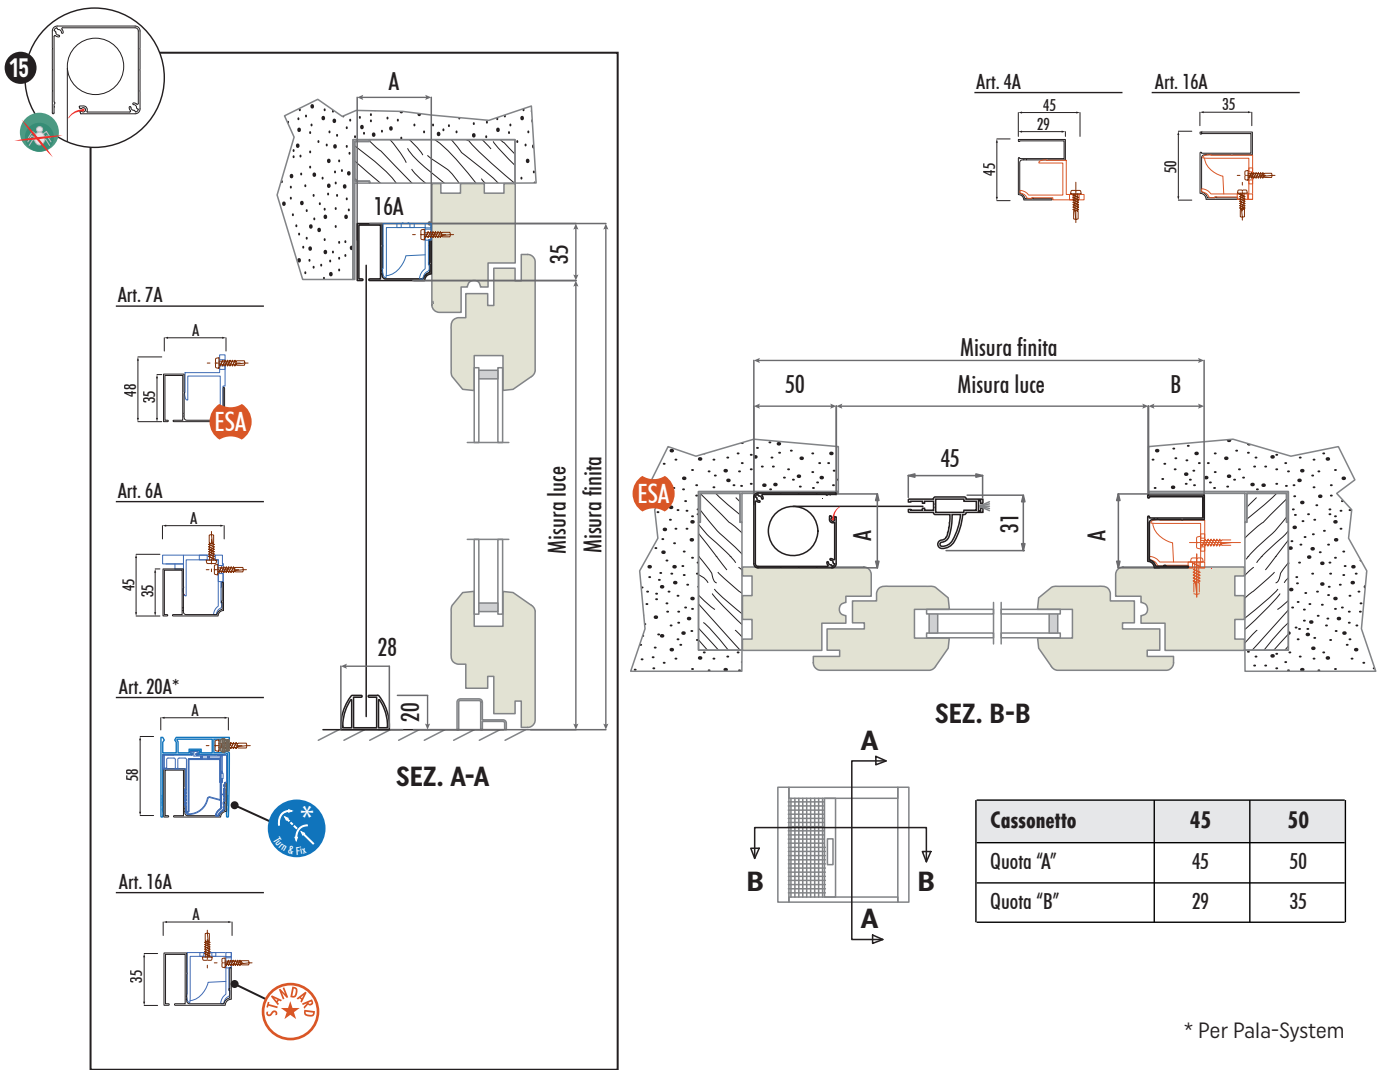 15
A
16A
35
Misura luce
Misura finita
28
20
SEZ. A-A
Art. 7A
A
48
35
ESA
Art. 6A
A
45
35
Art. 20A*
A
58
*
Turn & Fix
Art. 16A
A
35
STANDARD
Art. 4A
45
29
45
Art. 16A
35
50
Misura finita
50
Misura luce
B
ESA
45
31
A
A
SEZ. B-B
A
B
B
A
Cassonetto 45 50
Quota “A” 45 50
Quota “B” 29 35
* Per Pala-System